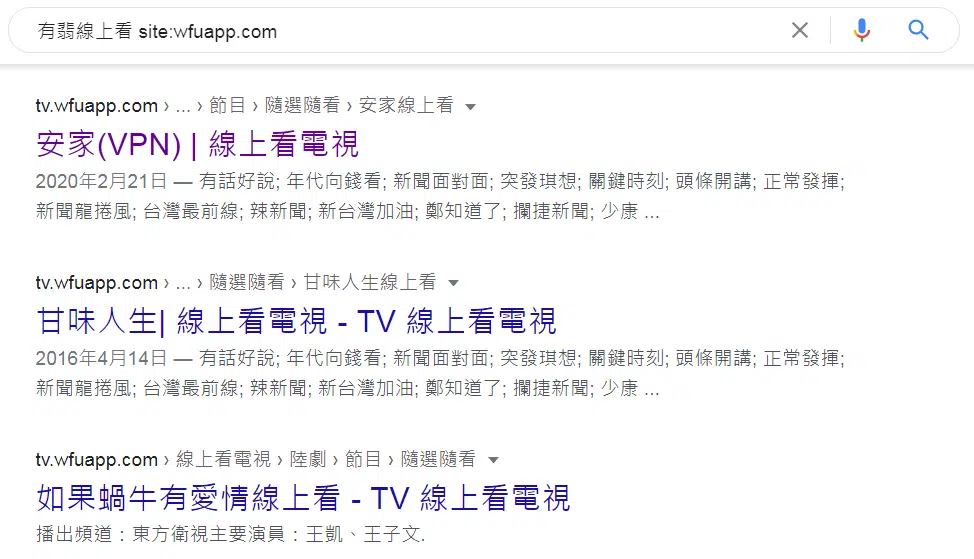 有翡線上看 site:wfuapp.com
tv.wfuapp.com › ... › 節目 › 隨選隨看 › 安家線上看
安家(VPN) | 線上看電視
2020年2月21日 — 有話好說; 年代向錢看; 新聞面對面; 突發琪想; 關鍵時刻; 頭條開講; 正常發揮;
新聞龍捲風; 台灣最前線; 辣新聞; 新台灣加油; 鄭知道了; 攔捷新聞; 少康 ...
tv.wfuapp.com › ... › 隨選隨看 › 甘味人生線上看
甘味人生| 線上看電視 - TV 線上看電視
2016年4月14日 — 有話好說; 年代向錢看; 新聞面對面; 突發琪想; 關鍵時刻; 頭條開講; 正常發揮;
新聞龍捲風; 台灣最前線; 辣新聞; 新台灣加油; 鄭知道了; 攔捷新聞; 少康 ...
tv.wfuapp.com › 線上看電視 › 陸劇 › 節目 › 隨選隨看
如果蝸牛有愛情線上看 - TV 線上看電視
播出頻道：東方衛視主要演員：王凱、王子文.